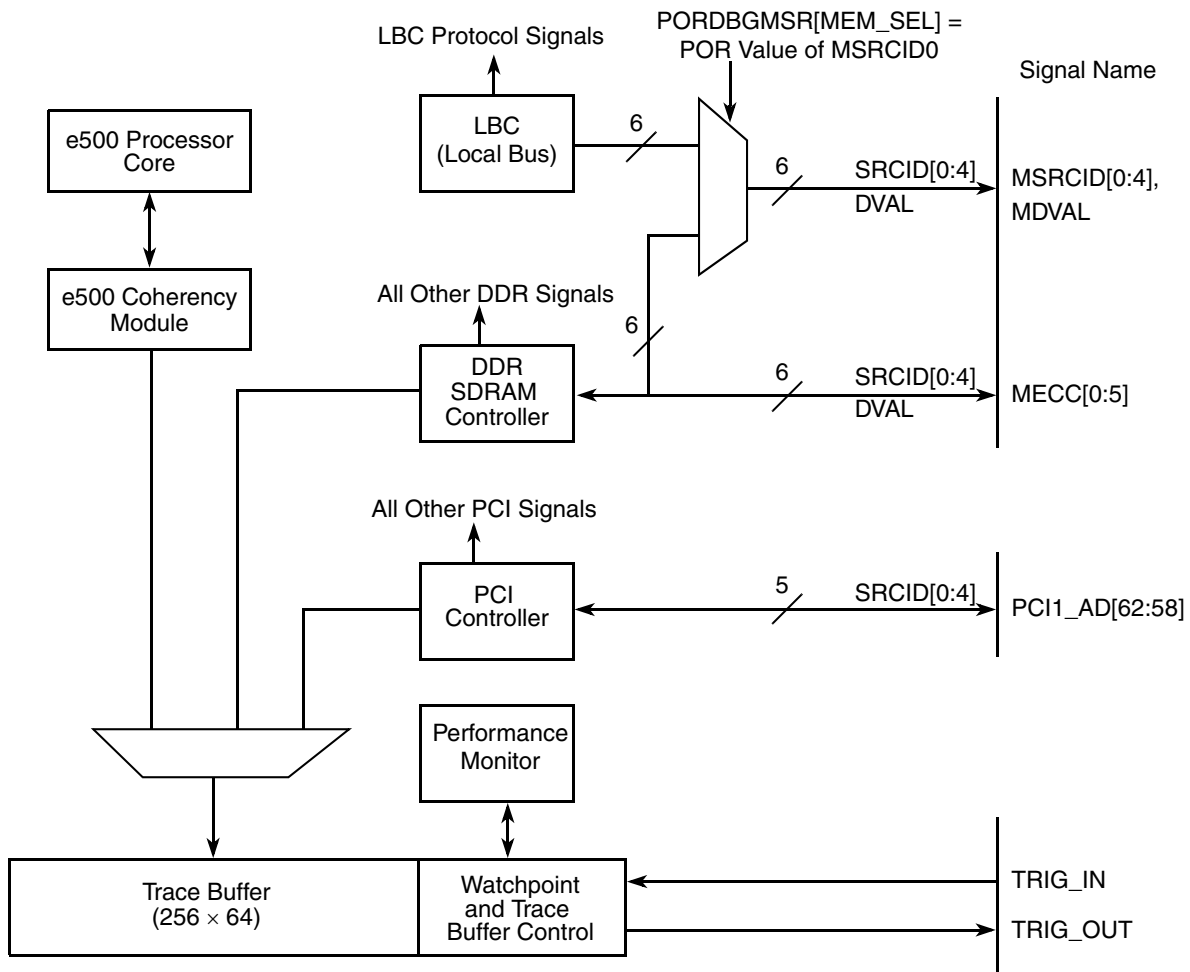 LBC Protocol Signals
PORDBGMSR[MEM_SEL] =
POR Value of MSRCID0
Signal Name
e500 Processor
Core
LBC
(Local Bus)
6
6
SRCID[0:4]
DVAL
MSRCID[0:4],
MDVAL
e500 Coherency
Module
All Other DDR Signals
6
DDR
SDRAM
Controller
6
SRCID[0:4]
DVAL
MECC[0:5]
All Other PCI Signals
PCI
Controller
5
SRCID[0:4]
PCI1_AD[62:58]
Performance
Monitor
Trace Buffer
(256 × 64)
Watchpoint
and Trace
Buffer Control
TRIG_IN
TRIG_OUT